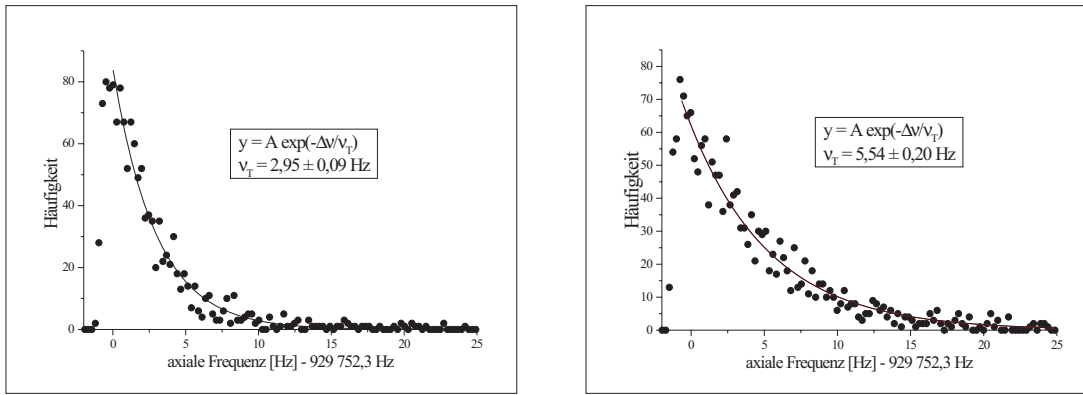 80
60
40
20
0
Häufigkeit
y = A exp(-Δν/ν_T)
ν_T = 2,95 ± 0,09 Hz
0 5 10 15 20 25
axiale Frequenz [Hz] - 929 752,3 Hz
80
70
60
50
40
30
20
10
0
Häufigkeit
y = A exp(-Δν/ν_T)
ν_T = 5,54 ± 0,20 Hz
0 5 10 15 20 25
axiale Frequenz [Hz] - 929 752,3 Hz